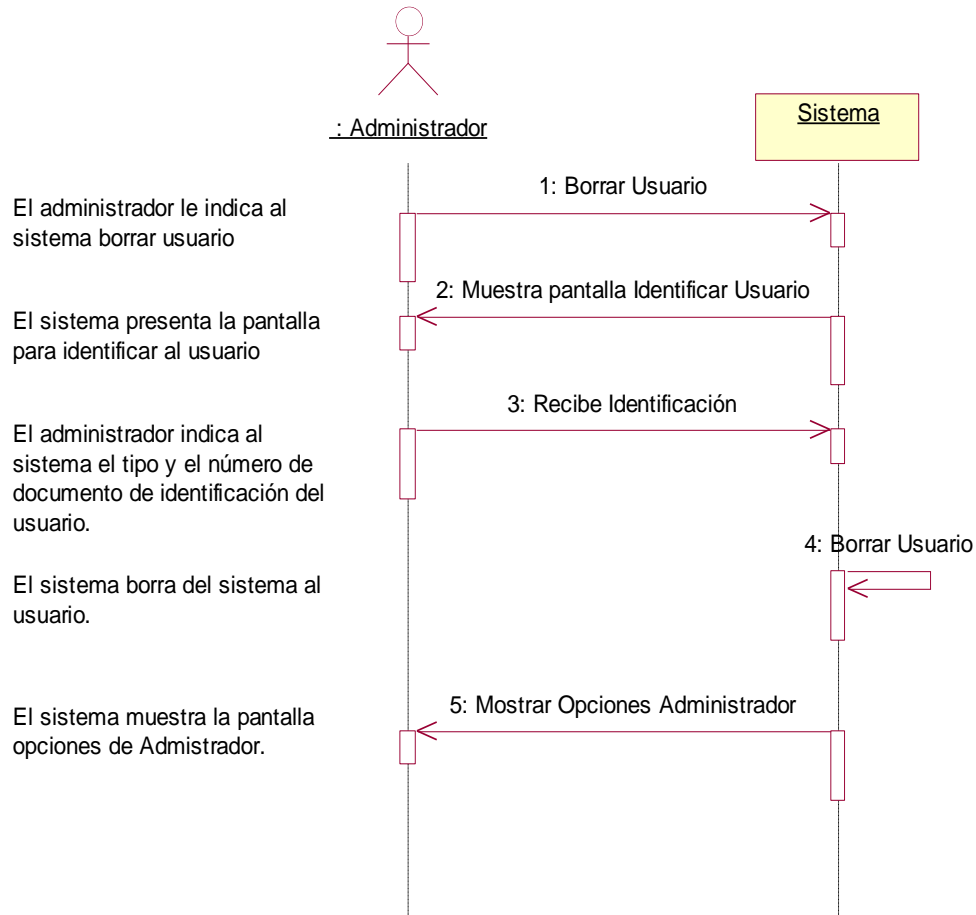 : Administrador
Sistema
1: Borrar Usuario
El administrador le indica al
sistema borrar usuario
2: Muestra pantalla Identificar Usuario
El sistema presenta la pantalla
para identificar al usuario
3: Recibe Identificación
El administrador indica al
sistema el tipo y el número de
documento de identificación del
usuario.
4: Borrar Usuario
El sistema borra del sistema al
usuario.
5: Mostrar Opciones Administrador
El sistema muestra la pantalla
opciones de Admistrador.